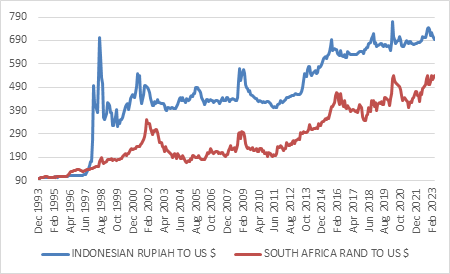 790
690
590
490
390
290
190
90
Dec 1993
Feb 1995
Apr 1996
Jun 1997
Aug 1998
Oct 1999
Dec 2000
Feb 2002
Apr 2003
Jun 2004
Aug 2005
Oct 2006
Dec 2007
Feb 2009
Apr 2010
Jun 2011
Aug 2012
Oct 2013
Dec 2014
Feb 2016
Apr 2017
Jun 2018
Aug 2019
Oct 2020
Dec 2021
Feb 2023
INDONESIAN RUPIAH TO US $ SOUTH AFRICA RAND TO US $